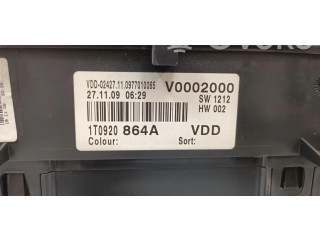 VDD-02427.11.0977010265 V0002000
27.11.09 06:29 SW 1212
HW 002
1T0920 864A VDD
Colour: Sort: